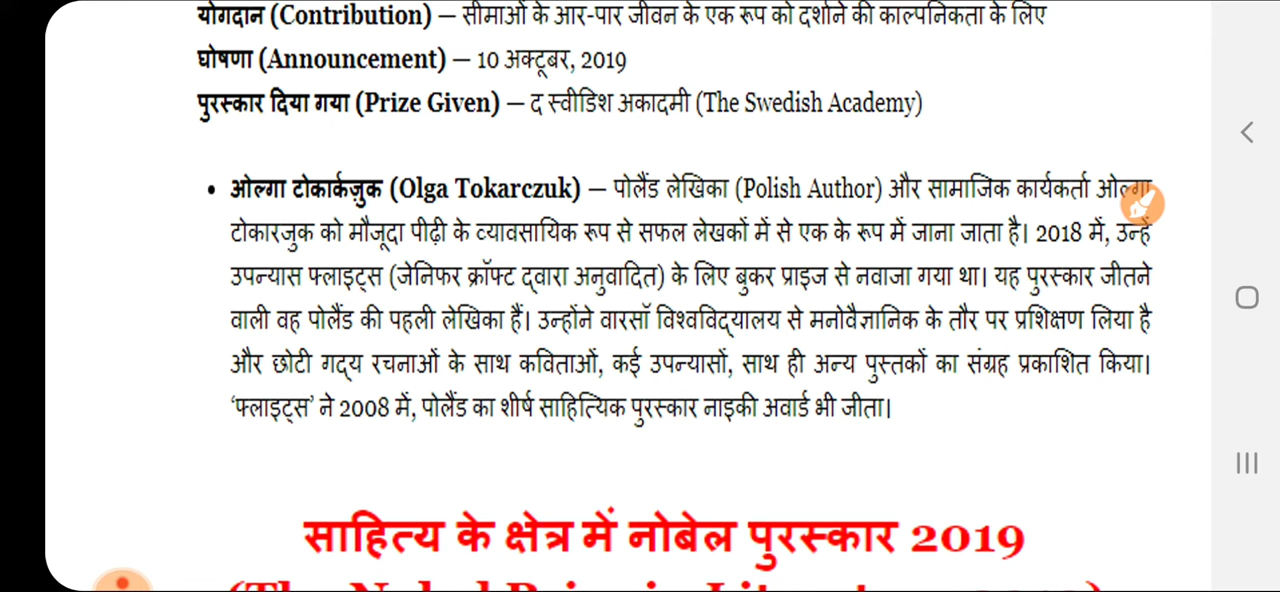 योगदान (Contribution) – सीमाओं के आर-पार जीवन के एक रूप को दर्शाने की काल्पनिकता के लिए
घोषणा (Announcement) – 10 अक्टूबर, 2019
पुरस्कार दिया गया (Prize Given) – द स्वीडिश अकादमी (The Swedish Academy)
• ओल्गा टोकार्कज़ुक (Olga Tokarczuk) – पोलैंड लेखिका (Polish Author) और सामाजिक कार्यकर्ता ओल्गा
टोकारजुक को मौजूदा पीढ़ी के व्यावसायिक रूप से सफल लेखकों में से एक के रूप में जाना जाता है। 2018 में, उन्हें
उपन्यास फ्लाइट्स (जेनिफर क्रॉफ्ट द्वारा अनुवादित) के लिए बुकर प्राइज से नवाजा गया था। यह पुरस्कार जीतने
वाली वह पोलैंड की पहली लेखिका हैं। उन्होंने वारसॉ विश्वविद्यालय से मनोवैज्ञानिक के तौर पर प्रशिक्षण लिया है
और छोटी गद्य रचनाओं के साथ कविताओं, कई उपन्यासों, साथ ही अन्य पुस्तकों का संग्रह प्रकाशित किया।
‘फ्लाइट्स’ ने 2008 में, पोलैंड का शीर्ष साहित्यिक पुरस्कार नाइकी अवार्ड भी जीता।
साहित्य के क्षेत्र में नोबेल पुरस्कार 2019